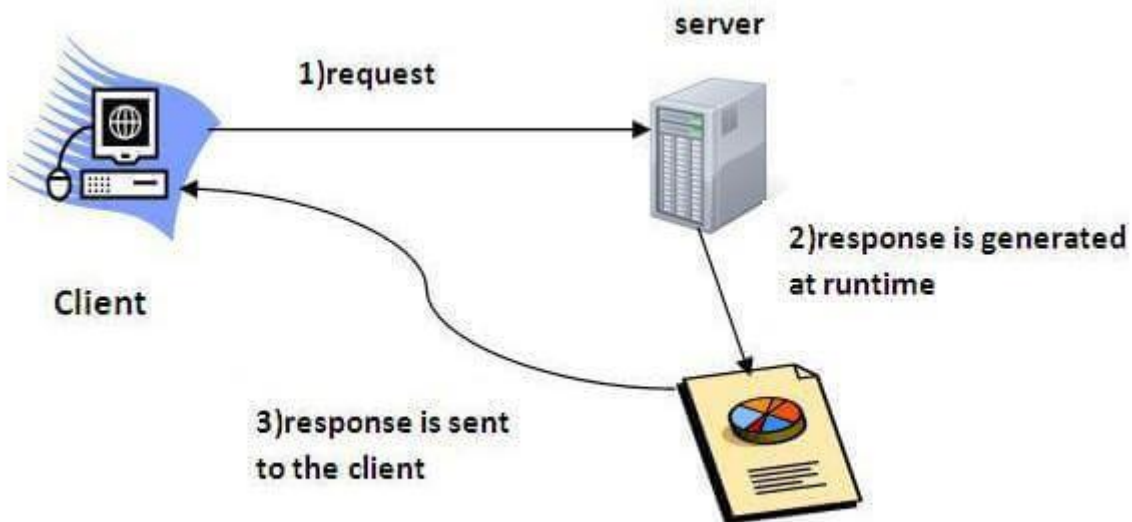 server
1)request
Client
2)response is generated
at runtime
3)response is sent
to the client